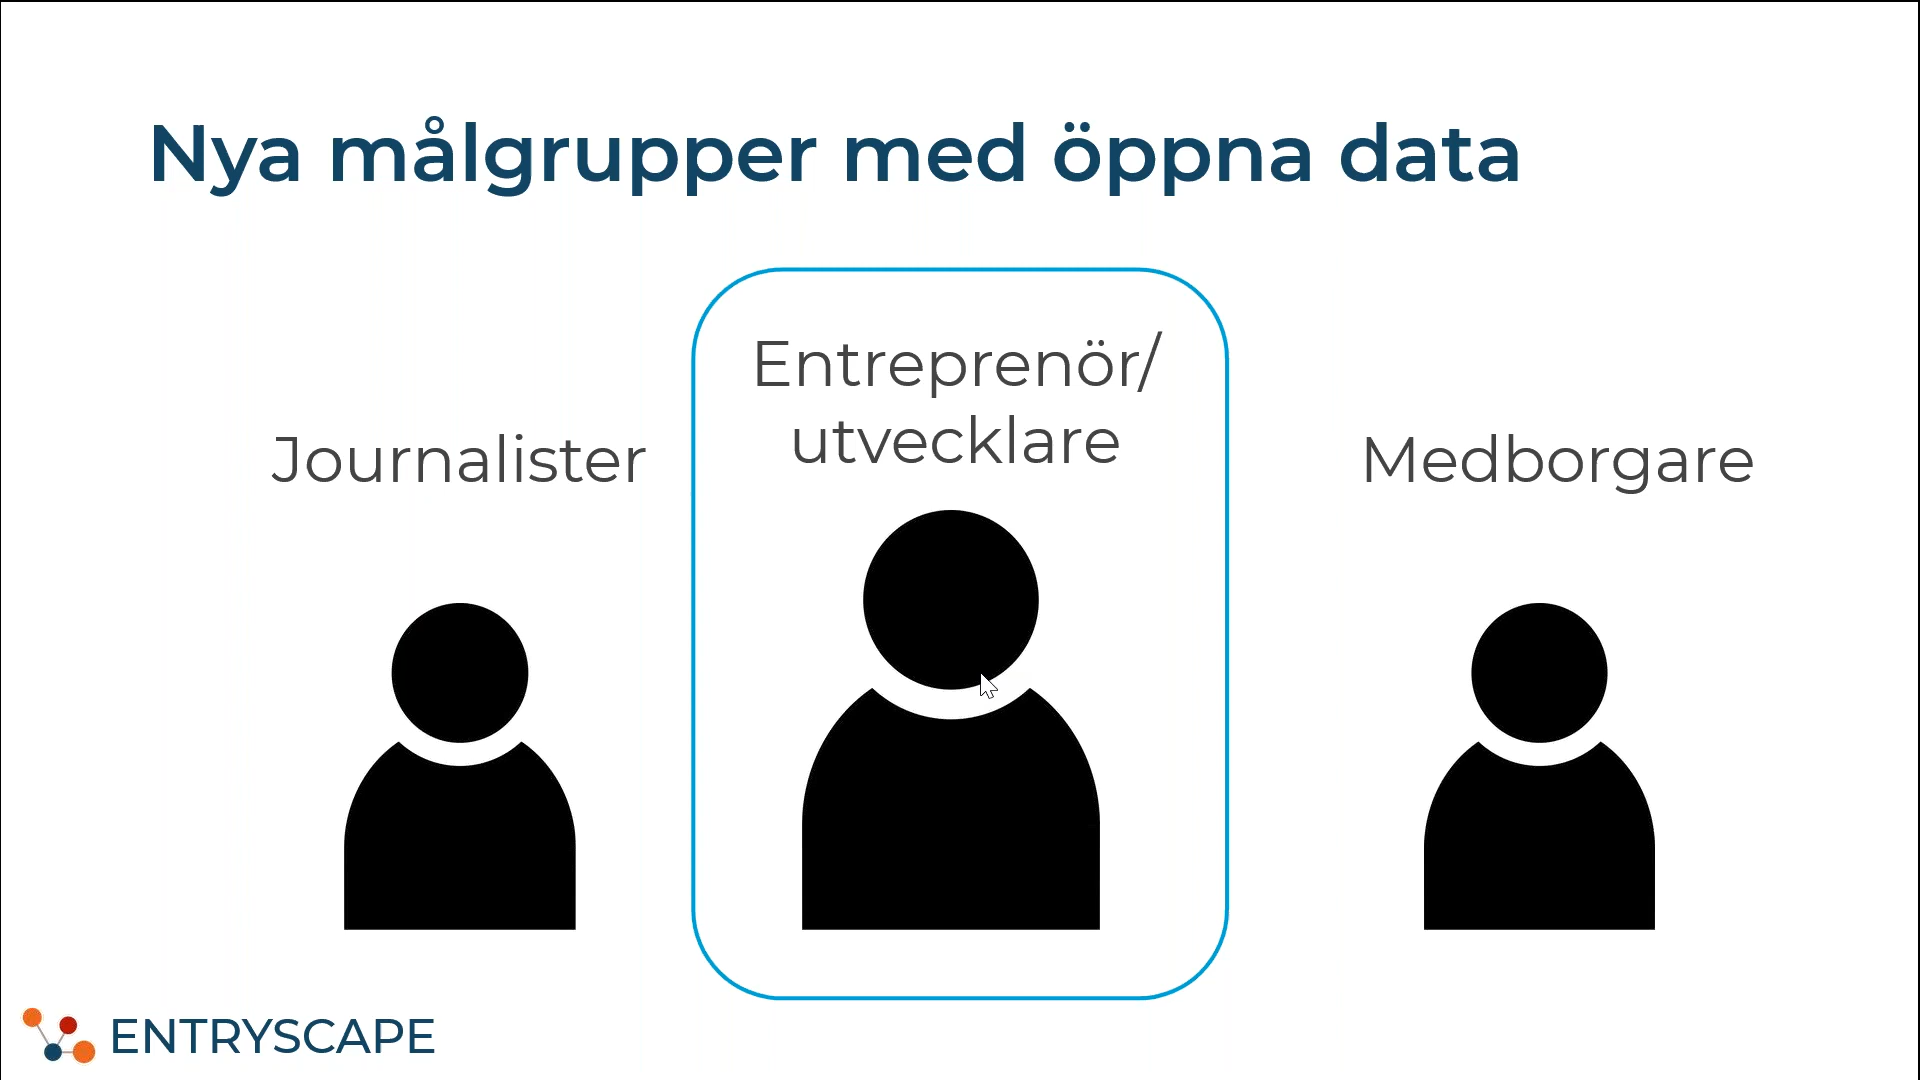 Nya målgrupper med öppna data
Journalister
Entreprenör/
utvecklare
Medborgare
ENTRYSCAPE